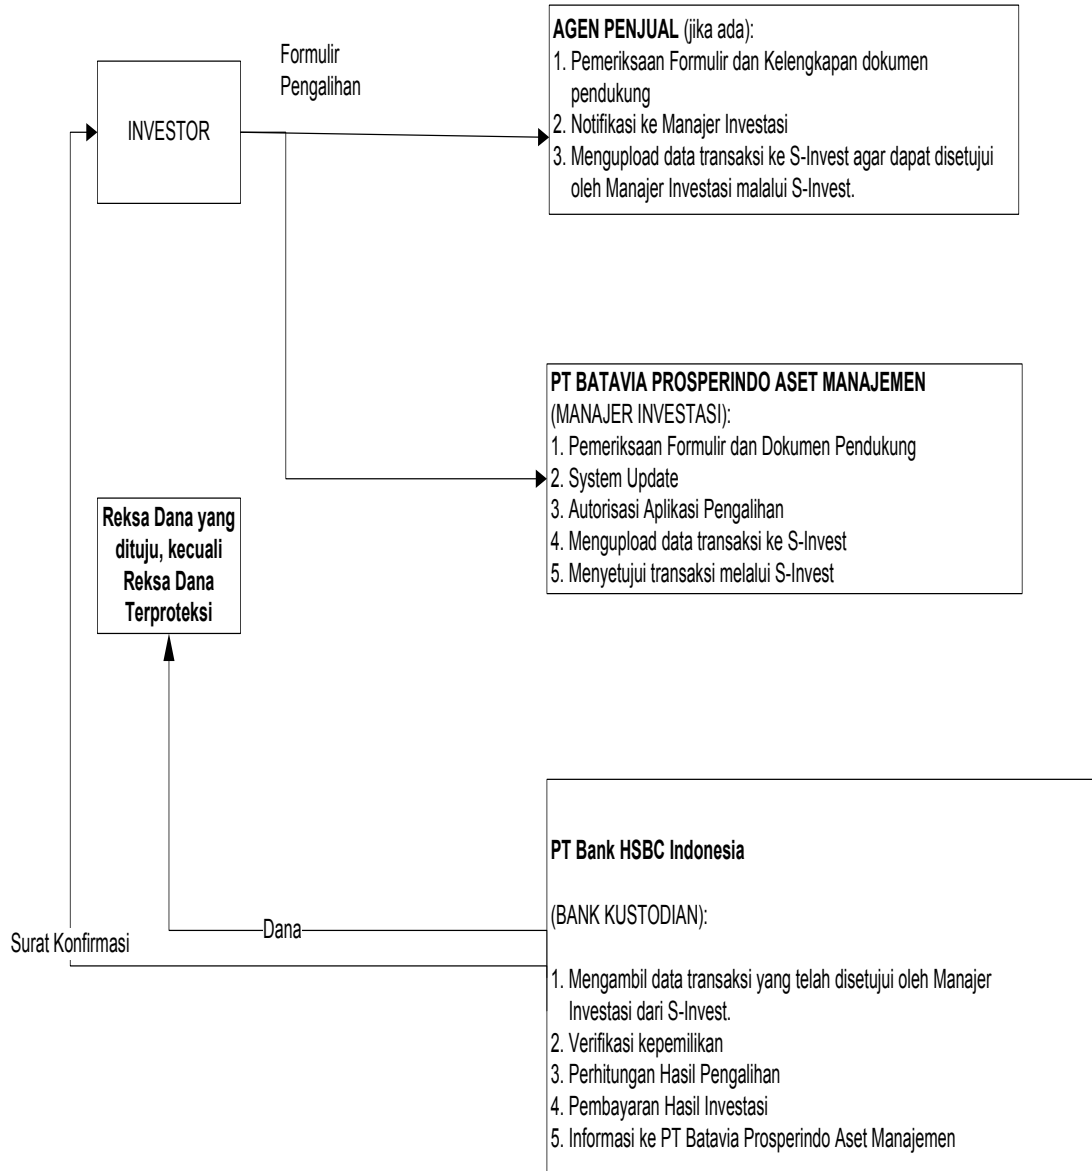 Formulir
Pengalihan
INVESTOR
AGEN PENJUAL (jika ada):
1. Pemeriksaan Formulir dan Kelengkapan dokumen
pendukung
2. Notifikasi ke Manajer Investasi
3. Mengupload data transaksi ke S-Invest agar dapat disetujui
oleh Manajer Investasi malalui S-Invest.
PT BATAVIA PROSPERINDO ASET MANAJEMEN
(MANAJER INVESTASI):
1. Pemeriksaan Formulir dan Dokumen Pendukung
2. System Update
3. Autorisasi Aplikasi Pengalihan
4. Mengupload data transaksi ke S-Invest
5. Menyetujui transaksi melalui S-Invest
Reksa Dana yang
dituju, kecuali
Reksa Dana
Terproteksi
Surat Konfirmasi
Dana
PT Bank HSBC Indonesia
(BANK KUSTODIAN):
1. Mengambil data transaksi yang telah disetujui oleh Manajer
Investasi dari S-Invest.
2. Verifikasi kepemilikan
3. Perhitungan Hasil Pengalihan
4. Pembayaran Hasil Investasi
5. Informasi ke PT Batavia Prosperindo Aset Manajemen